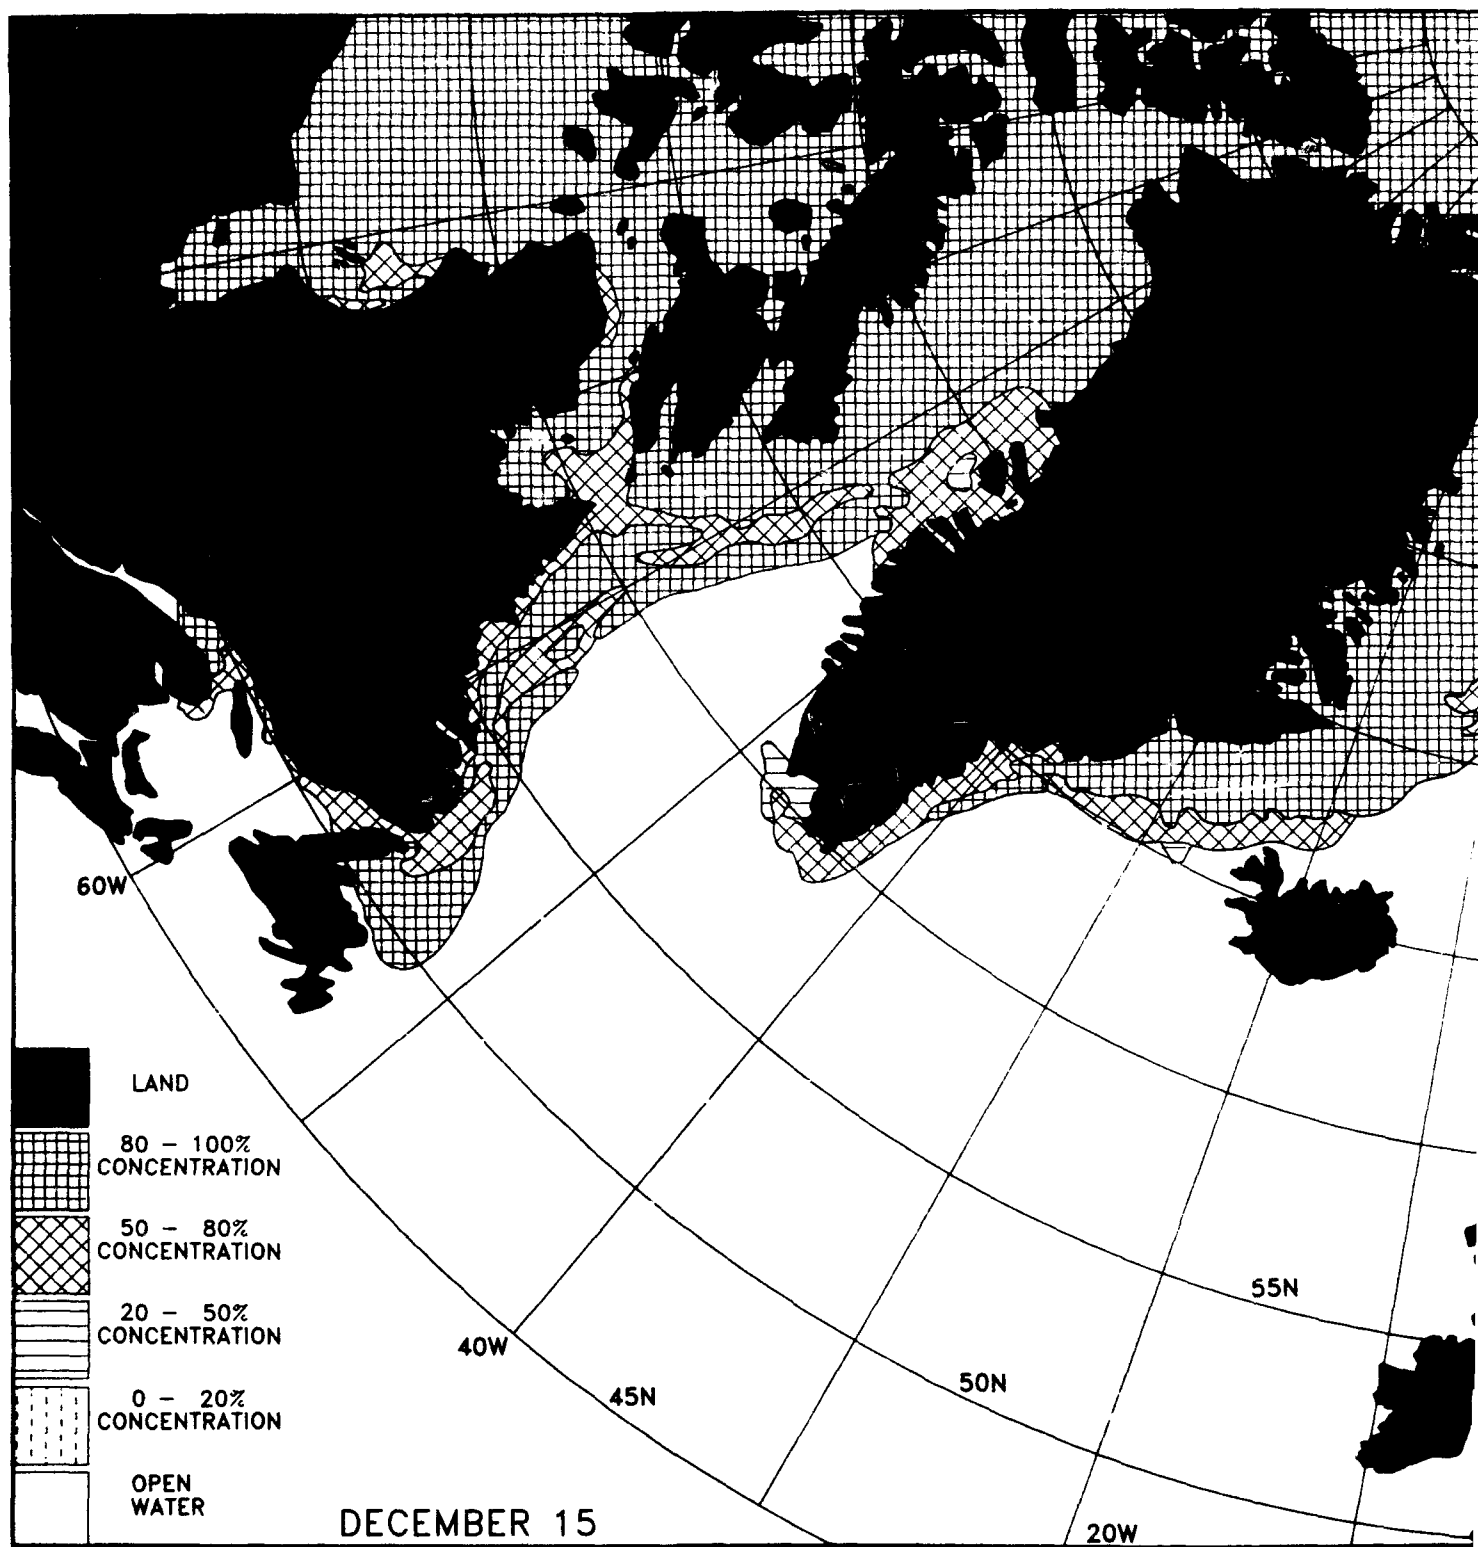 60W
LAND
80 - 100%
CONCENTRATION
50 - 80%
CONCENTRATION
20 - 50%
CONCENTRATION
0 - 20%
CONCENTRATION
OPEN
WATER
DECEMBER 15
40W
45N
50N
55N
20W